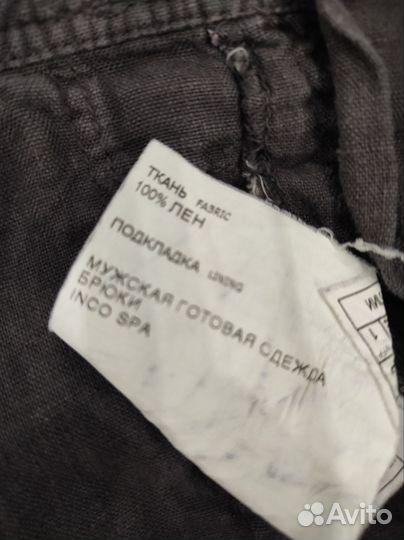 ТКАНЬ FABRIC
100% ЛЕН
ПОДКЛАДКА LINING
МУЖСКАЯ ГОТОВАЯ ОДЕЖДА
БРЮКИ
INCO SPA
Avito